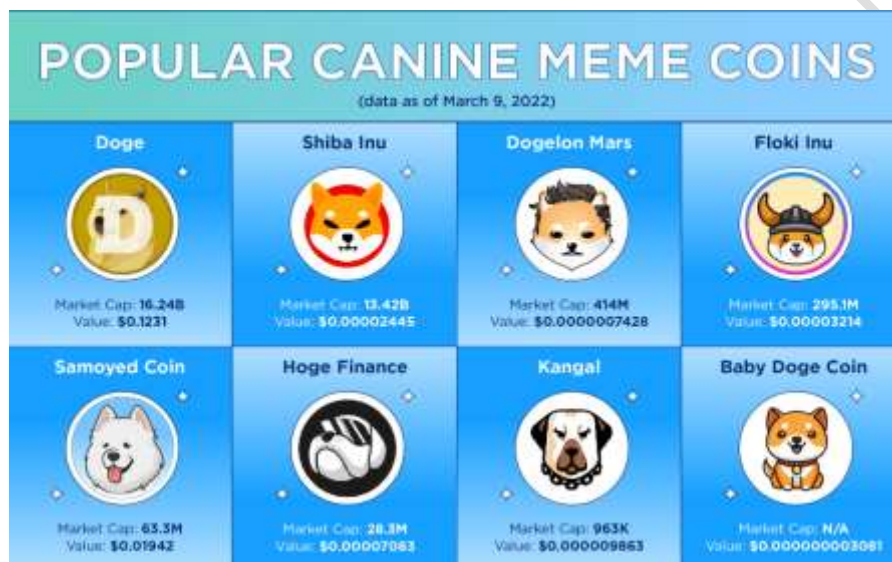 POPULAR CANINE MEME COINS
(data as of March 9, 2022)
Doge
Market Cap: 16.24B
Value: $0.1231
Shiba Inu
Market Cap: 13.42B
Value: $0.00002445
Dogelon Mars
Market Cap: 414M
Value: $0.0000007428
Floki Inu
Market Cap: 295.1M
Value: $0.00003214
Samoyed Coin
Market Cap: 63.3M
Value: $0.01942
Hoge Finance
Market Cap: 28.3M
Value: $0.00007063
Kangal
Market Cap: 963K
Value: $0.000009863
Baby Doge Coin
Market Cap: N/A
Value: $0.000000003081